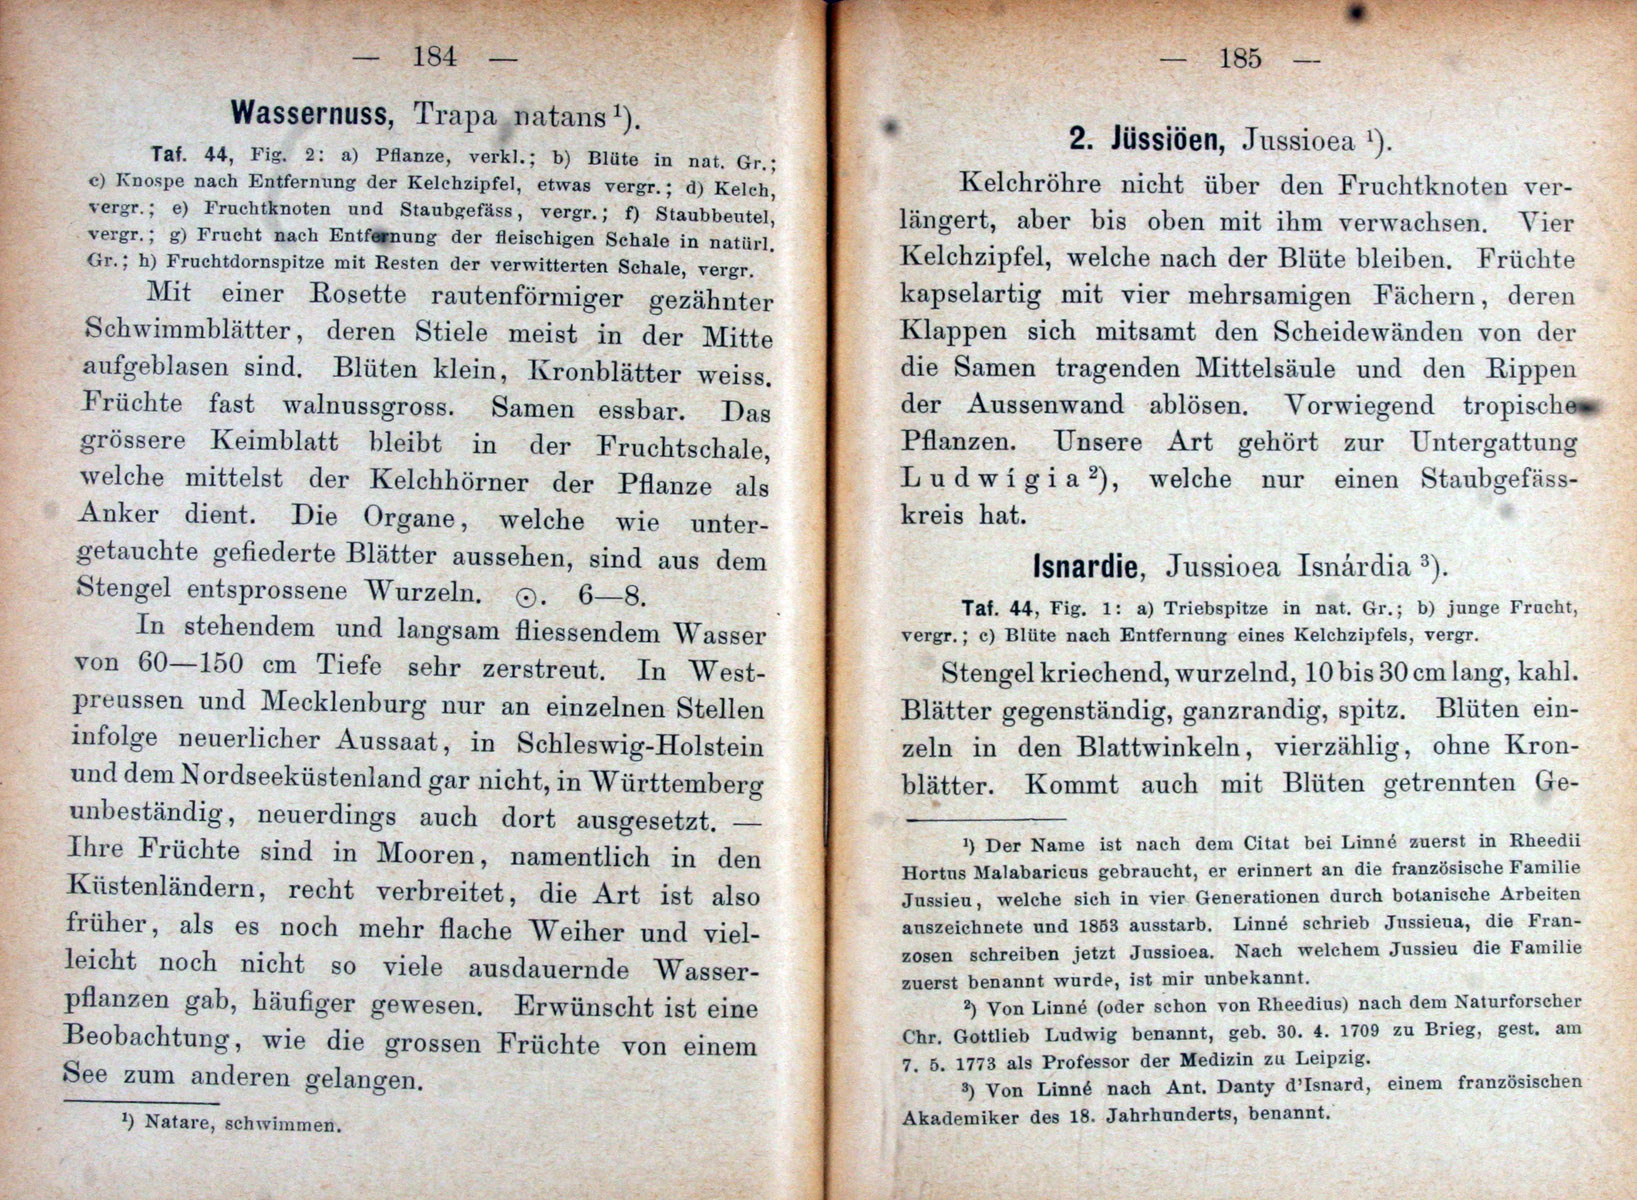 — 184 —
Wassernuss, Trapa natans ¹).
Taf. 44, Fig. 2: a) Pflanze, verkl.; b) Blüte in nat. Gr.;
c) Knospe nach Entfernung der Kelchzipfel, etwas vergr.; d) Kelch,
vergr.; e) Fruchtknoten und Staubgefäss, vergr.; f) Staubbeutel,
vergr.; g) Frucht nach Entfernung der fleischigen Schale in natürl.
Gr.; h) Fruchtdornspitze mit Resten der verwitterten Schale, vergr.
Mit einer Rosette rautenförmiger gezähnter
Schwimmblätter, deren Stiele meist in der Mitte
aufgeblasen sind. Blüten klein, Kronblätter weiss.
Früchte fast walnussgross. Samen essbar. Das
grössere Keimblatt bleibt in der Fruchtschale,
welche mittelst der Kelchhörner der Pflanze als
Anker dient. Die Organe, welche wie unter-
getauchte gefiederte Blätter aussehen, sind aus dem
Stengel entsprossene Wurzeln. ⊙. 6—8.
In stehendem und langsam fliessendem Wasser
von 60—150 cm Tiefe sehr zerstreut. In West-
preussen und Mecklenburg nur an einzelnen Stellen
infolge neuerlicher Aussaat, in Schleswig-Holstein
und dem Nordseeküstenland gar nicht, in Württemberg
unbeständig, neuerdings auch dort ausgesetzt. —
Ihre Früchte sind in Mooren, namentlich in den
Küstenländern, recht verbreitet, die Art ist also
früher, als es noch mehr flache Weiher und viel-
leicht noch nicht so viele ausdauernde Wasser-
pflanzen gab, häufiger gewesen. Erwünscht ist eine
Beobachtung, wie die grossen Früchte von einem
See zum anderen gelangen.
¹) Natare, schwimmen.
— 185 —
2. Jüssiöen, Jussioea ¹).
Kelchröhre nicht über den Fruchtknoten ver-
längert, aber bis oben mit ihm verwachsen. Vier
Kelchzipfel, welche nach der Blüte bleiben. Früchte
kapselartig mit vier mehrsamigen Fächern, deren
Klappen sich mitsamt den Scheidewänden von der
die Samen tragenden Mittelsäule und den Rippen
der Aussenwand ablösen. Vorwiegend tropische
Pflanzen. Unsere Art gehört zur Untergattung
Ludwígia ²), welche nur einen Staubgefäss-
kreis hat.
Isnardie, Jussioea Isnárdia ³).
Taf. 44, Fig. 1: a) Triebspitze in nat. Gr.; b) junge Frucht,
vergr.; c) Blüte nach Entfernung eines Kelchzipfels, vergr.
Stengel kriechend, wurzelnd, 10 bis 30 cm lang, kahl.
Blätter gegenständig, ganzrandig, spitz. Blüten ein-
zeln in den Blattwinkeln, vierzählig, ohne Kron-
blätter. Kommt auch mit Blüten getrennten Ge-
¹) Der Name ist nach dem Citat bei Linné zuerst in Rheedii
Hortus Malabaricus gebraucht, er erinnert an die französische Familie
Jussieu, welche sich in vier Generationen durch botanische Arbeiten
auszeichnete und 1853 ausstarb. Linné schrieb Jussieua, die Fran-
zosen schreiben jetzt Jussioea. Nach welchem Jussieu die Familie
zuerst benannt wurde, ist mir unbekannt.
²) Von Linné (oder schon von Rheedius) nach dem Naturforscher
Chr. Gottlieb Ludwig benannt, geb. 30. 4. 1709 zu Brieg, gest. am
7. 5. 1773 als Professor der Medizin zu Leipzig.
³) Von Linné nach Ant. Danty d'Isnard, einem französischen
Akademiker des 18. Jahrhunderts, benannt.